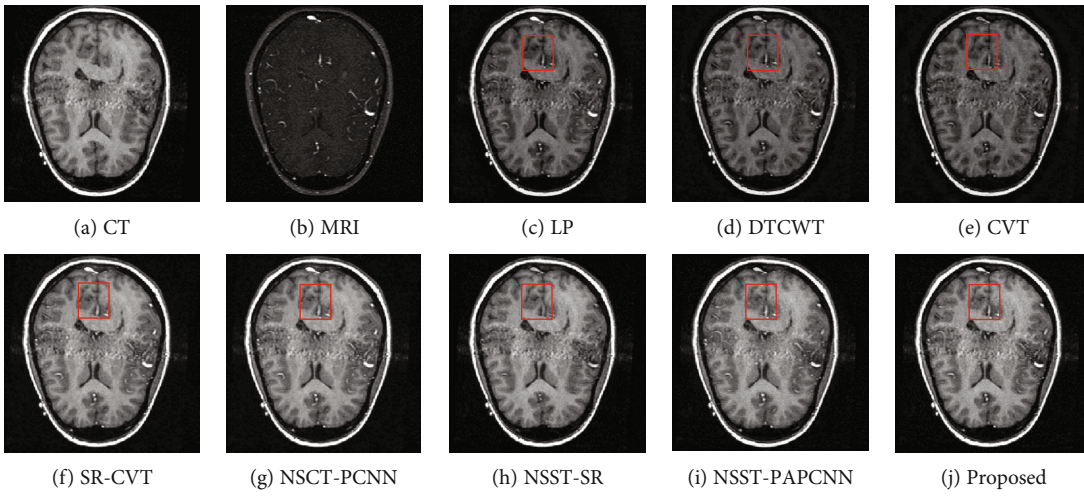 (a) CT
(b) MRI
(c) LP
(d) DTCWT
(e) CVT
(f) SR-CVT
(g) NSCT-PCNN
(h) NSST-SR
(i) NSST-PAPCNN
(j) Proposed